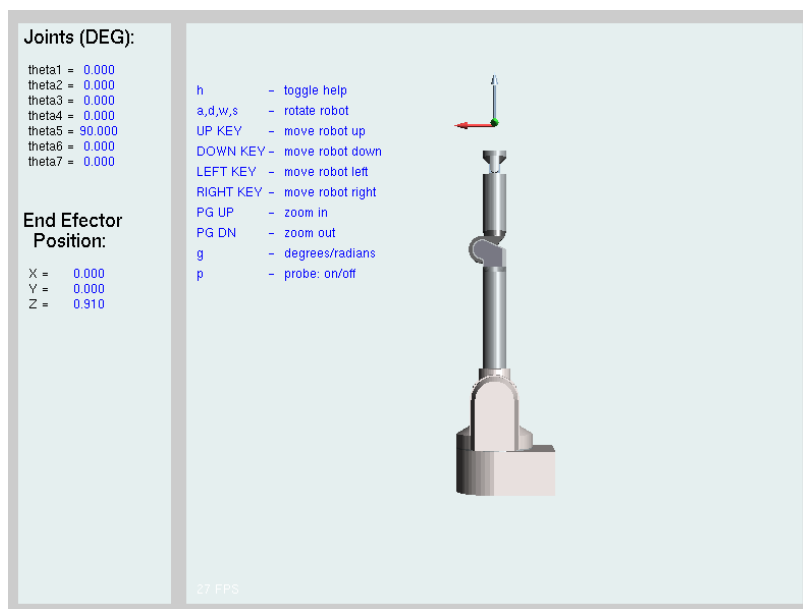 Joints (DEG):
theta1 = 0.000
theta2 = 0.000
theta3 = 0.000
theta4 = 0.000
theta5 = 90.000
theta6 = 0.000
theta7 = 0.000
End Efector
Position:
X = 0.000
Y = 0.000
Z = 0.910
h - toggle help
a,d,w,s - rotate robot
UP KEY - move robot up
DOWN KEY - move robot down
LEFT KEY - move robot left
RIGHT KEY - move robot right
PG UP - zoom in
PG DN - zoom out
g - degrees/radians
p - probe: on/off
27 FPS